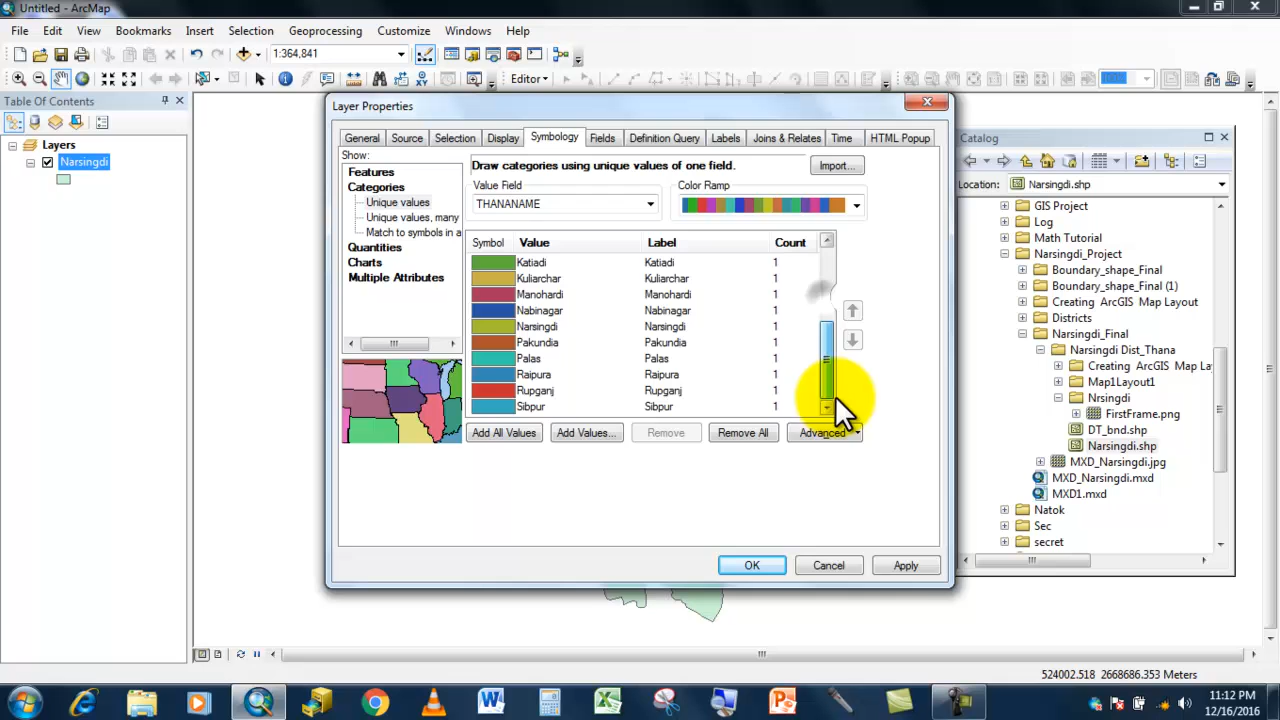 Untitled - ArcMap
File Edit View Bookmarks Insert Selection Geoprocessing Customize Windows Help
1:364,841
Editor
Table Of Contents
Layers
Narsingdi
Layer Properties
General Source Selection Display Symbology Fields Definition Query Labels Joins & Relates Time HTML Popup
Show:
Features
Categories
Unique values
Unique values, many
Match to symbols in a
Quantities
Charts
Multiple Attributes
Draw categories using unique values of one field.
Import...
Value Field
THANANAME
Color Ramp
Symbol Value Label Count
Katiadi Katiadi 1
Kuliarchar Kuliarchar 1
Manohardi Manohardi 1
Nabinagar Nabinagar 1
Narsingdi Narsingdi 1
Pakundia Pakundia 1
Palas Palas 1
Raipura Raipura 1
Rupganj Rupganj 1
Sibpur Sibpur 1
Add All Values Add Values... Remove Remove All Advanced
OK Cancel Apply
Catalog
Location: Narsingdi.shp
GIS Project
Log
Math Tutorial
Narsingdi_Project
Boundary_shape_Final
Boundary_shape_Final (1)
Creating ArcGIS Map Layout
Districts
Narsingdi_Final
Narsingdi Dist_Thana
Creating ArcGIS Map La
Map1Layout1
Nrsingdi
FirstFrame.png
DT_bnd.shp
Narsingdi.shp
MXD_Narsingdi.jpg
MXD_Narsingdi.mxd
MXD1.mxd
Natok
Sec
secret
524002.518 2668686.353 Meters
11:12 PM
12/16/2016